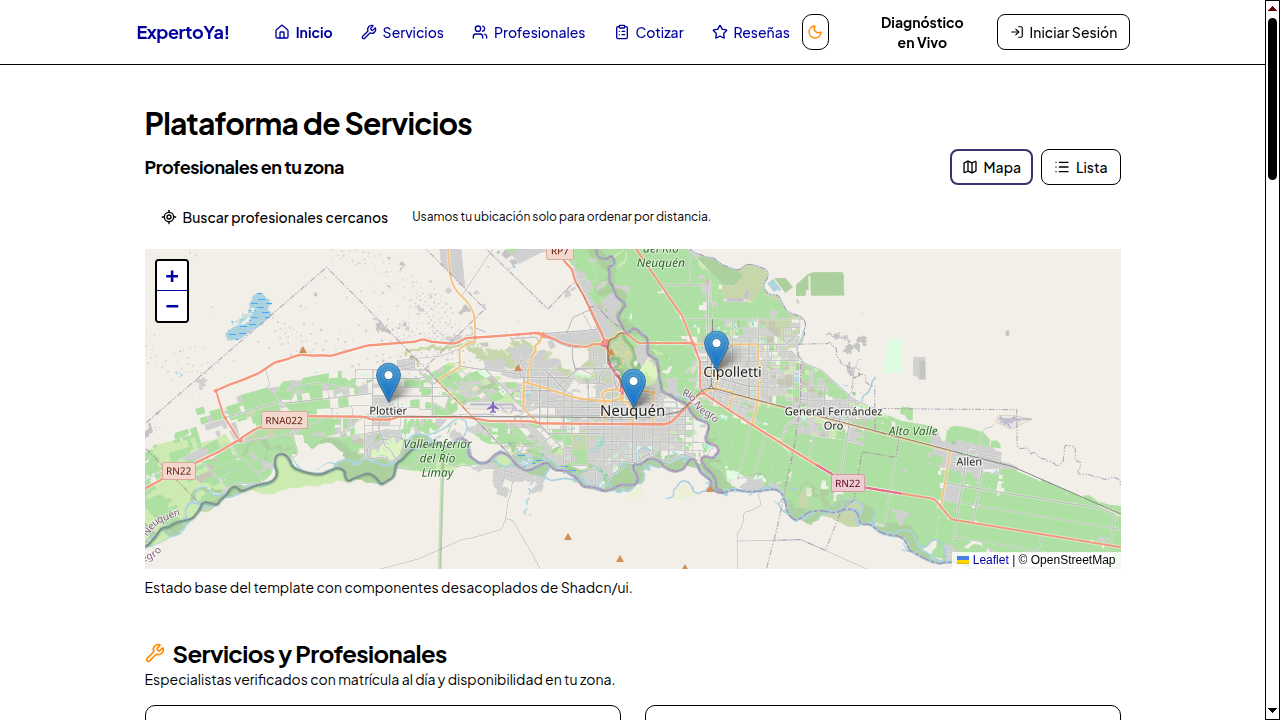 ExpertoYa!
Inicio
Servicios
Profesionales
Cotizar
Reseñas
Diagnóstico
en Vivo
Iniciar Sesión
Plataforma de Servicios
Profesionales en tu zona
Mapa
Lista
Buscar profesionales cercanos
Usamos tu ubicación solo para ordenar por distancia.
+
−
RP7
del Río
Neuquén
Cipolletti
Plottier
Neuquén
Río Negro
General Fernández
Oro
Alto Valle
RNA022
Valle Inferior
del Río
Limay
Allen
RN22
RN22
Neuquén
egro
Leaflet | © OpenStreetMap
Estado base del template con componentes desacoplados de Shadcn/ui.
Servicios y Profesionales
Especialistas verificados con matrícula al día y disponibilidad en tu zona.